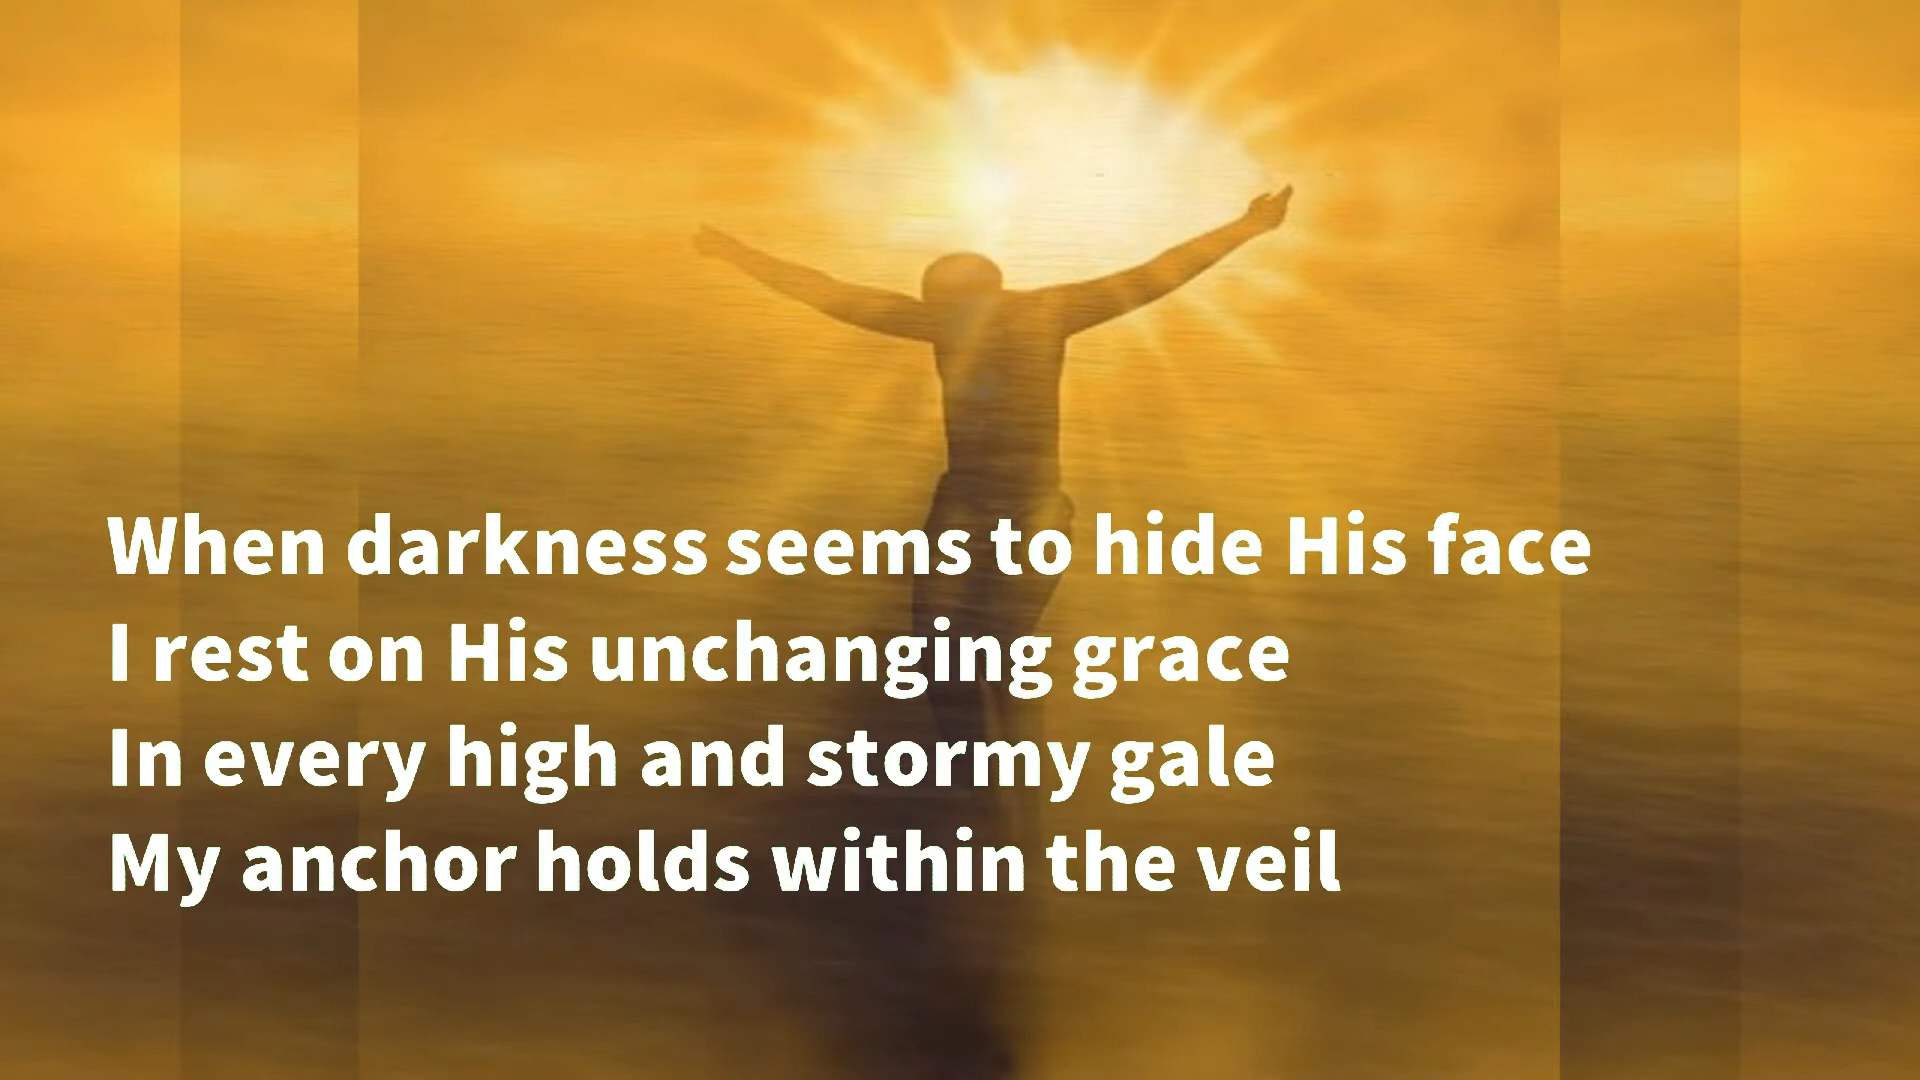 When darkness seems to hide His face
I rest on His unchanging grace
In every high and stormy gale
My anchor holds within the veil